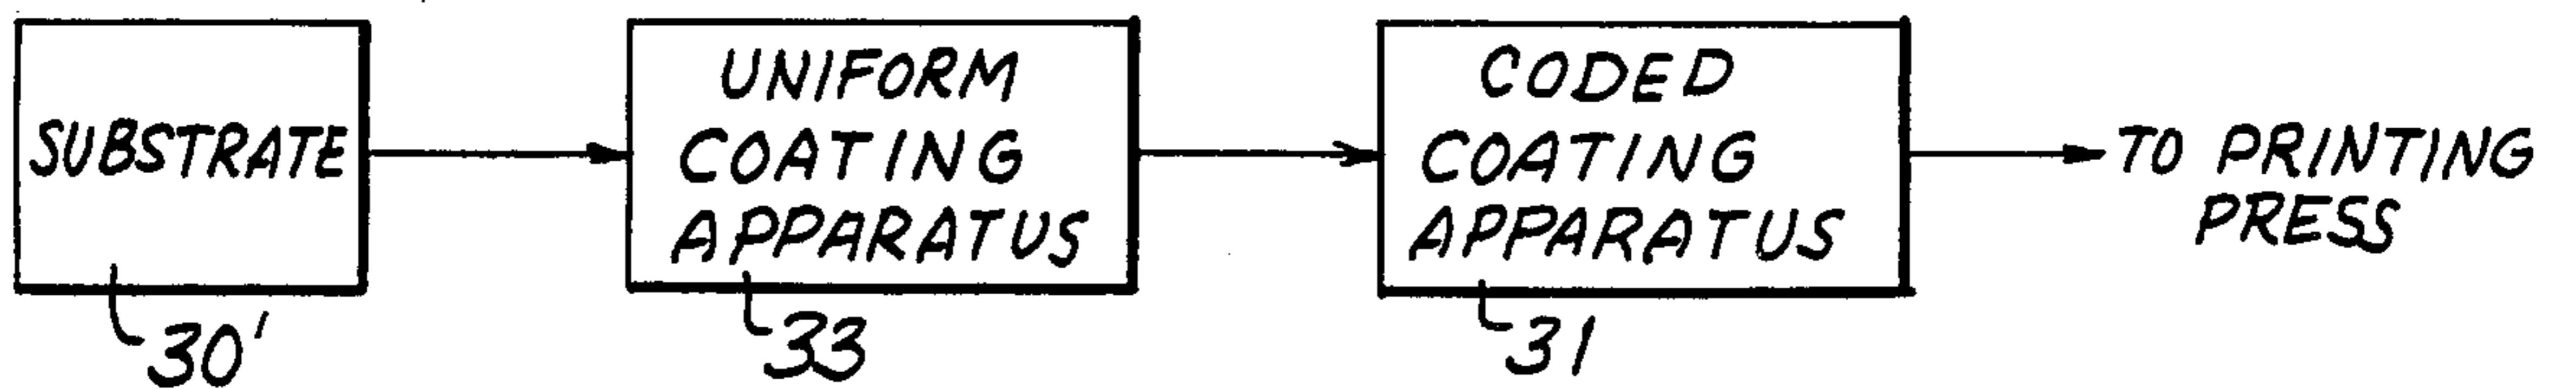 SUBSTRATE
30'
UNIFORM
COATING
APPARATUS
33
CODED
COATING
APPARATUS
31
TO PRINTING
PRESS